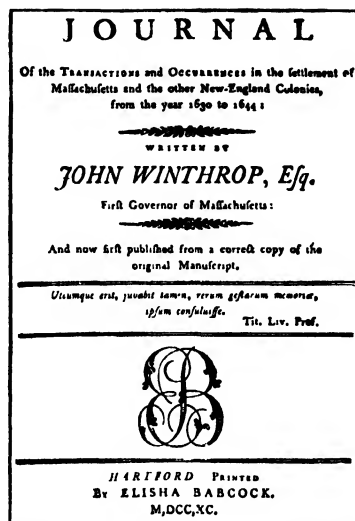 JOURNAL
Of the TRANSACTIONS and OCCURRENCES in the ſettlement of
Maſſachuſetts and the other New-England Colonies,
from the year 1630 to 1644:
WRITTEN BY
JOHN WINTHROP, Eſq.
Firſt Governor of Maſſachuſetts:
And now firſt publiſhed from a correct copy of the
original Manuſcript.
Utcumque erit, juvabit tamen, rerum geſtarum memoriæ,
ipſum conſuluiſſe.
Tit. Liv. Præf.
HARTFORD PRINTED
BY ELISHA BABCOCK.
M,DCC,XC.